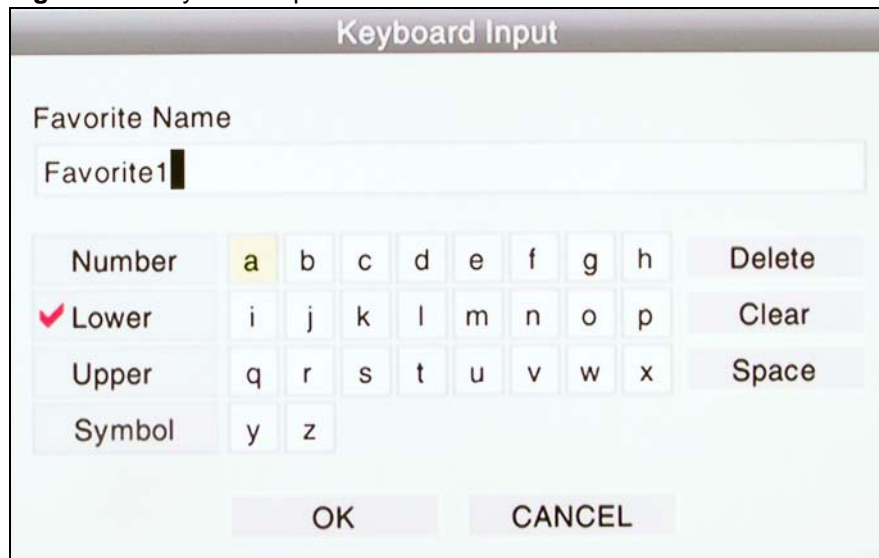 Keyboard Input
Favorite Name
Favorite1
Number a b c d e f g h Delete
Lower i j k l m n o p Clear
Upper q r s t u v w x Space
Symbol y z
OK CANCEL